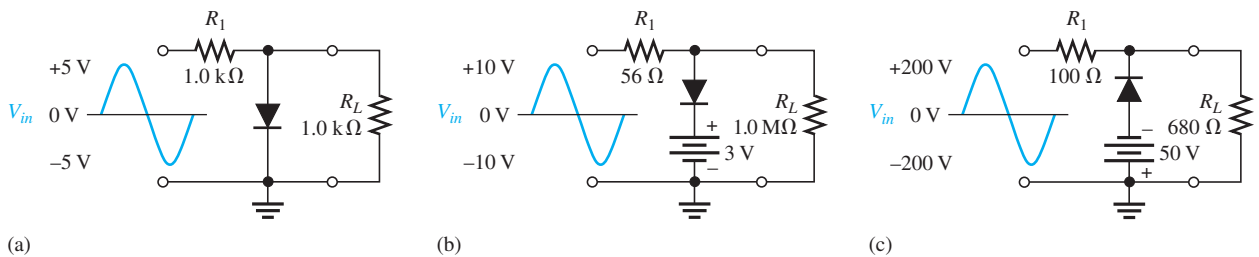 R1
1.0 kΩ
+5 V
Vin
0 V
−5 V
RL
1.0 kΩ
(a)
R1
56 Ω
+10 V
Vin
0 V
−10 V
+
3 V
−
RL
1.0 MΩ
(b)
R1
100 Ω
+200 V
Vin
0 V
−200 V
−
50 V
+
RL
680 Ω
(c)